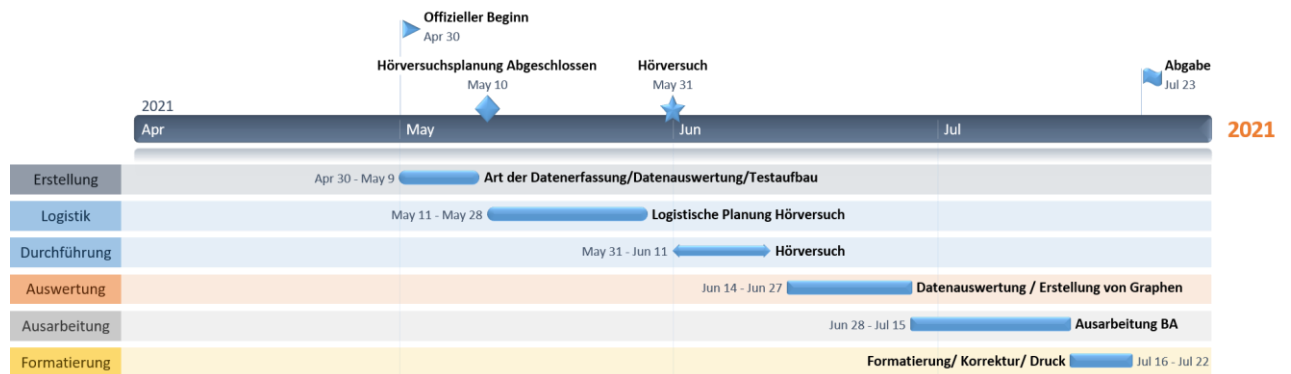 Offizieller Beginn
Apr 30
Hörversuchsplanung Abgeschlossen
May 10
Hörversuch
May 31
Abgabe
Jul 23
2021
Apr May Jun Jul 2021
Erstellung Apr 30 - May 9 Art der Datenerfassung/Datenauswertung/Testaufbau
Logistik May 11 - May 28 Logistische Planung Hörversuch
Durchführung May 31 - Jun 11 Hörversuch
Auswertung Jun 14 - Jun 27 Datenauswertung / Erstellung von Graphen
Ausarbeitung Jun 28 - Jul 15 Ausarbeitung BA
Formatierung Formatierung/ Korrektur/ Druck Jul 16 - Jul 22